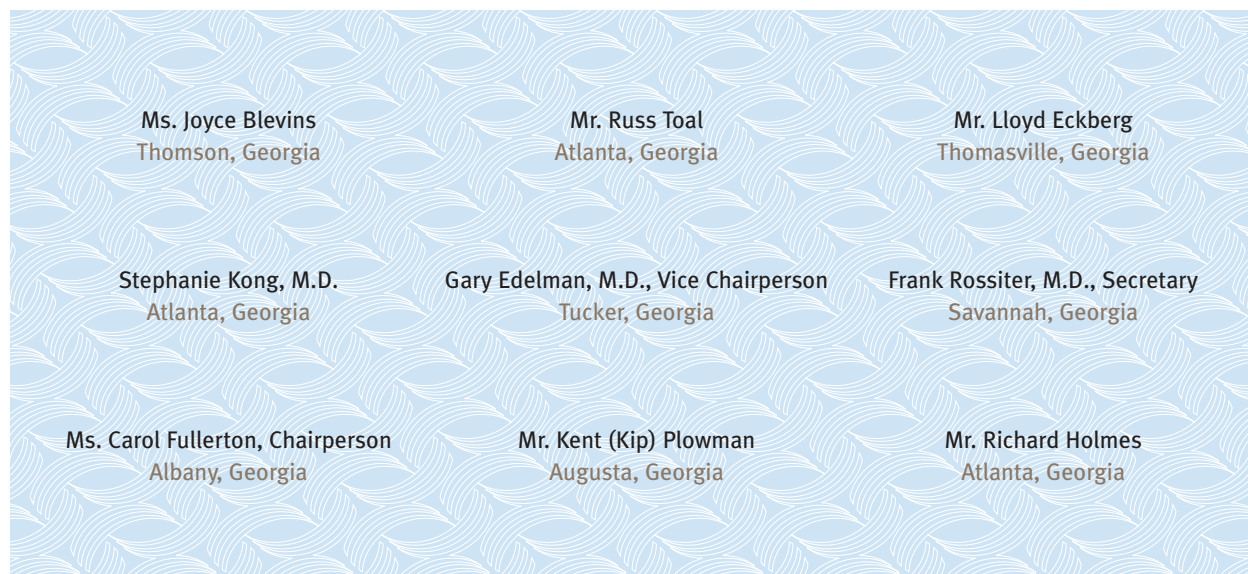 Ms. Joyce Blevins
Thomson, Georgia
Mr. Russ Toal
Atlanta, Georgia
Mr. Lloyd Eckberg
Thomasville, Georgia
Stephanie Kong, M.D.
Atlanta, Georgia
Gary Edelman, M.D., Vice Chairperson
Tucker, Georgia
Frank Rossiter, M.D., Secretary
Savannah, Georgia
Ms. Carol Fullerton, Chairperson
Albany, Georgia
Mr. Kent (Kip) Plowman
Augusta, Georgia
Mr. Richard Holmes
Atlanta, Georgia